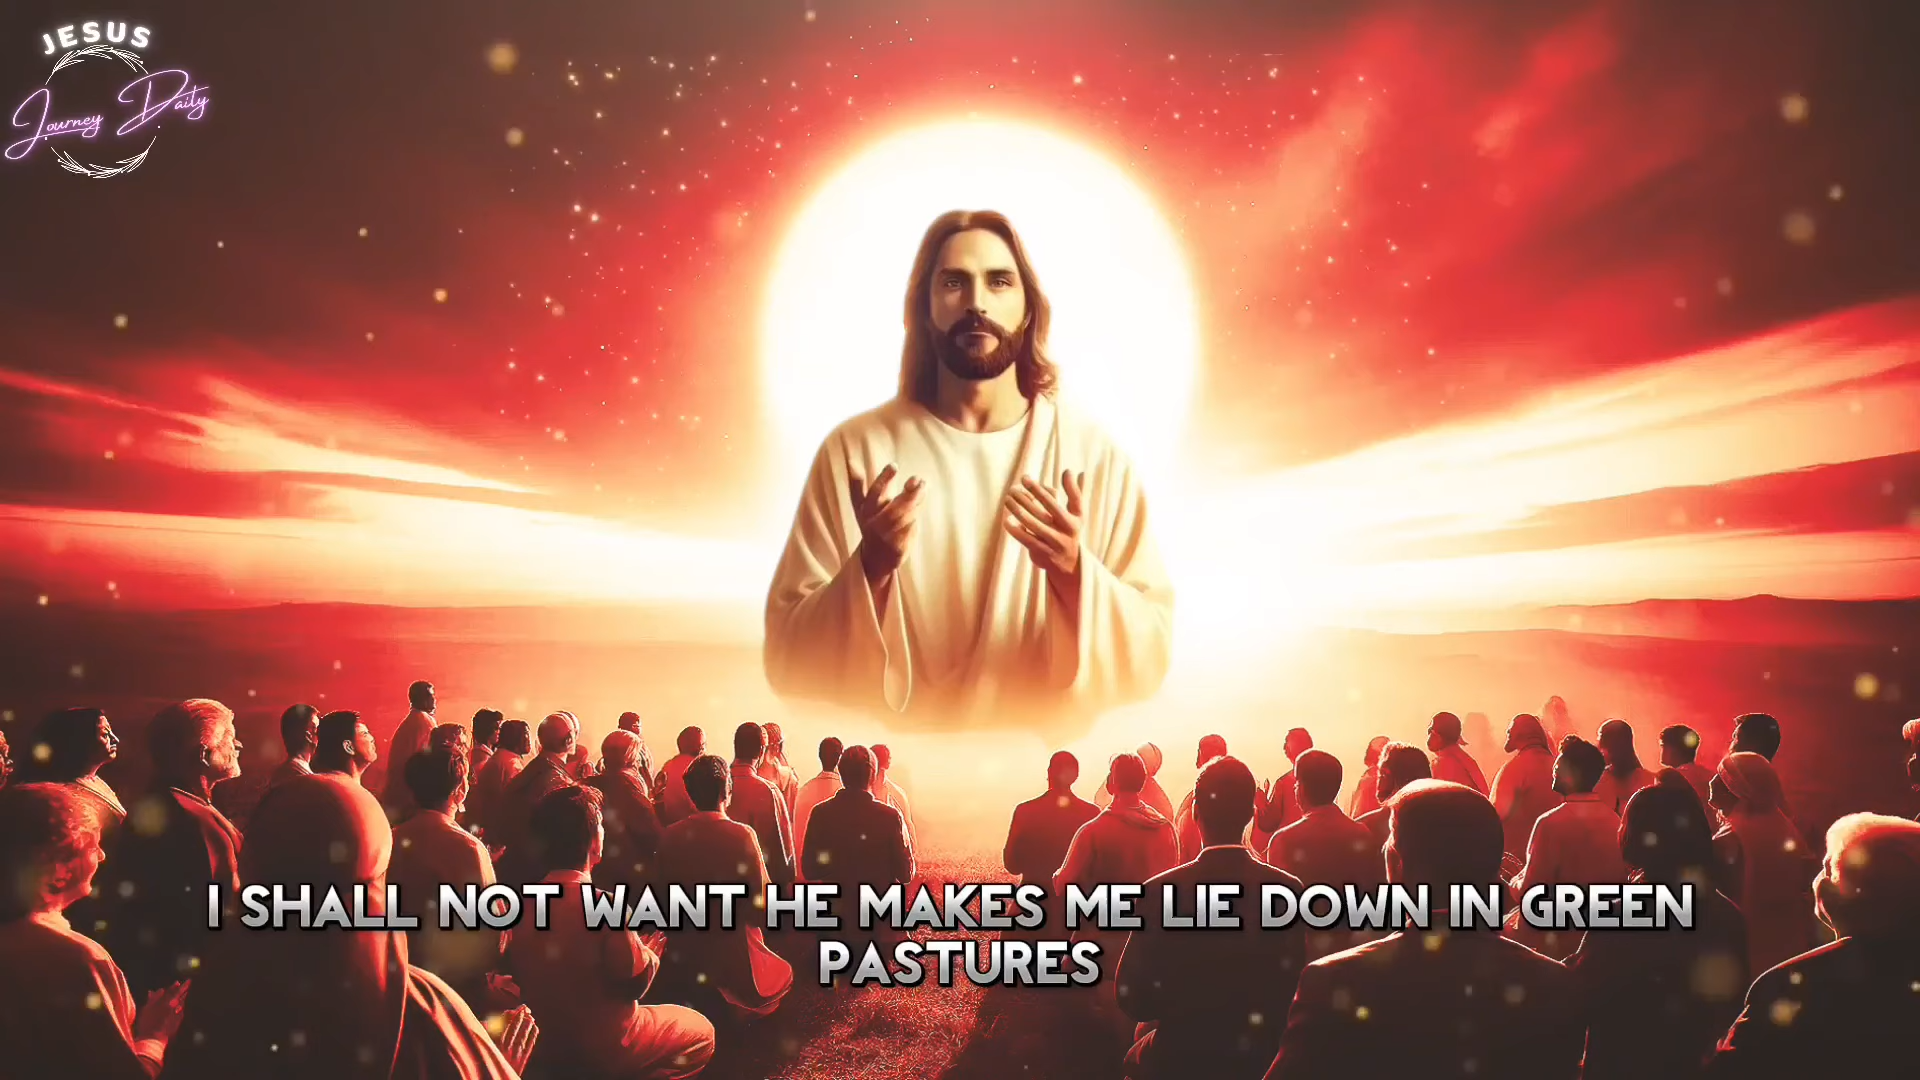 JESUS
Journey Daily
I SHALL NOT WANT HE MAKES ME LIE DOWN IN GREEN
PASTURES